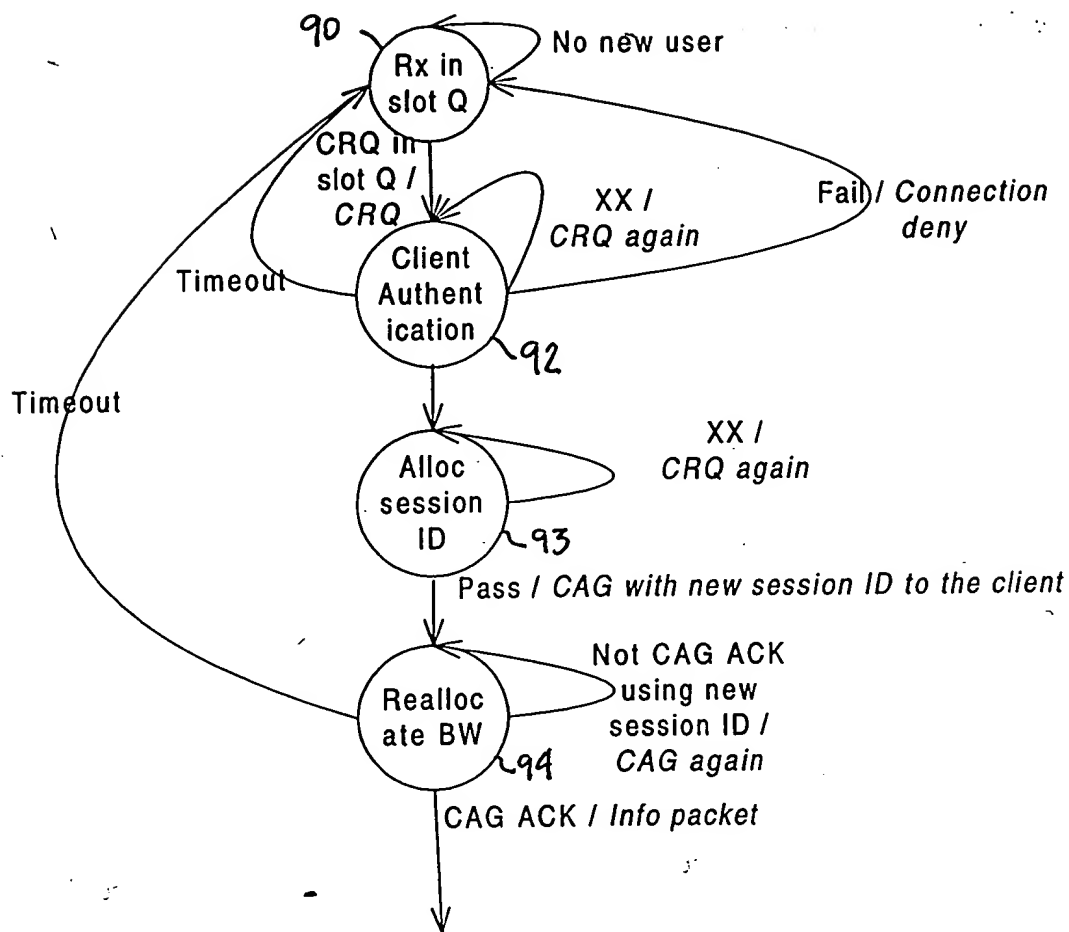 90
No new user
Rx in
slot Q
CRQ in
slot Q /
CRQ
XX /
CRQ again
Fail / Connection
deny
Timeout
Client
Authent
ication
92
Timeout
XX /
CRQ again
Alloc
session
ID
93
Pass / CAG with new session ID to the client
Not CAG ACK
using new
session ID /
CAG again
Realloc
ate BW
94
CAG ACK / Info packet